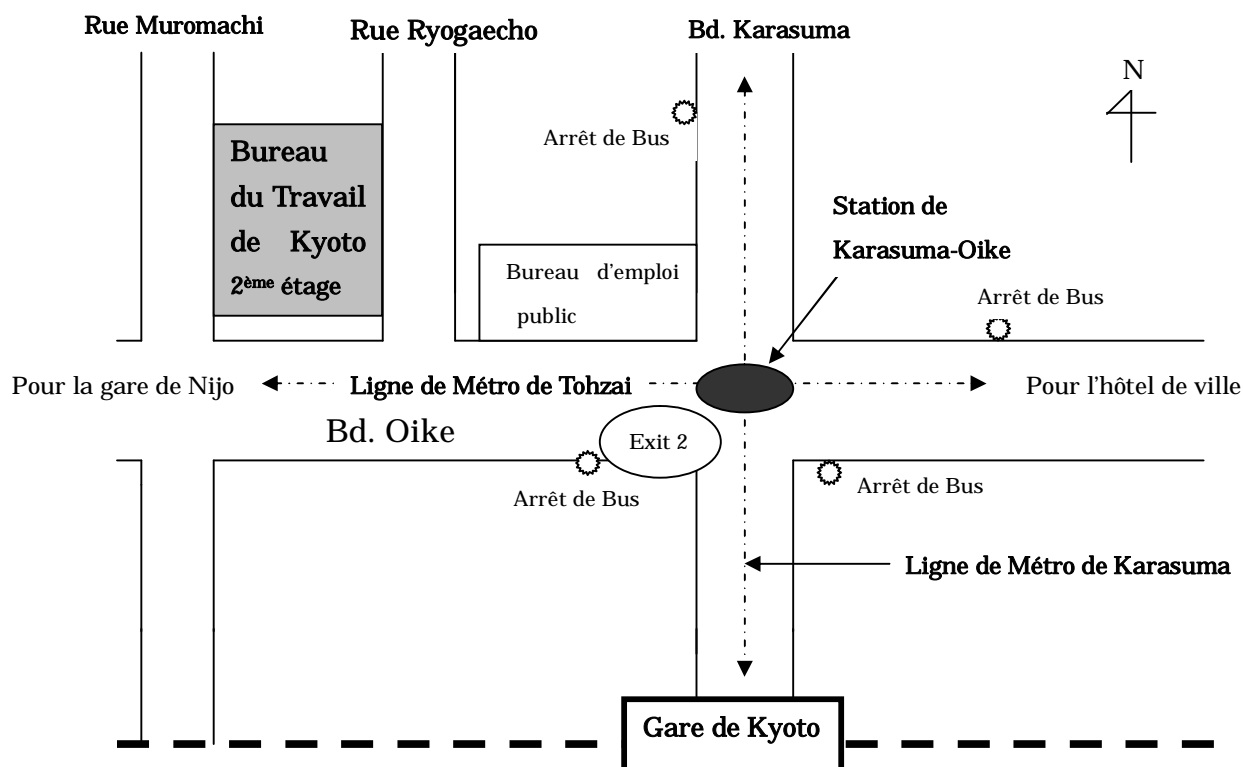 Rue Muromachi
Rue Ryogaecho
Bd. Karasuma
N
Arrêt de Bus
Bureau
du Travail
de Kyoto
2ème étage
Station de
Karasuma-Oike
Bureau d'emploi
public
Arrêt de Bus
Pour la gare de Nijo
Ligne de Métro de Tohzai
Pour l'hôtel de ville
Bd. Oike
Exit 2
Arrêt de Bus
Arrêt de Bus
Ligne de Métro de Karasuma
Gare de Kyoto